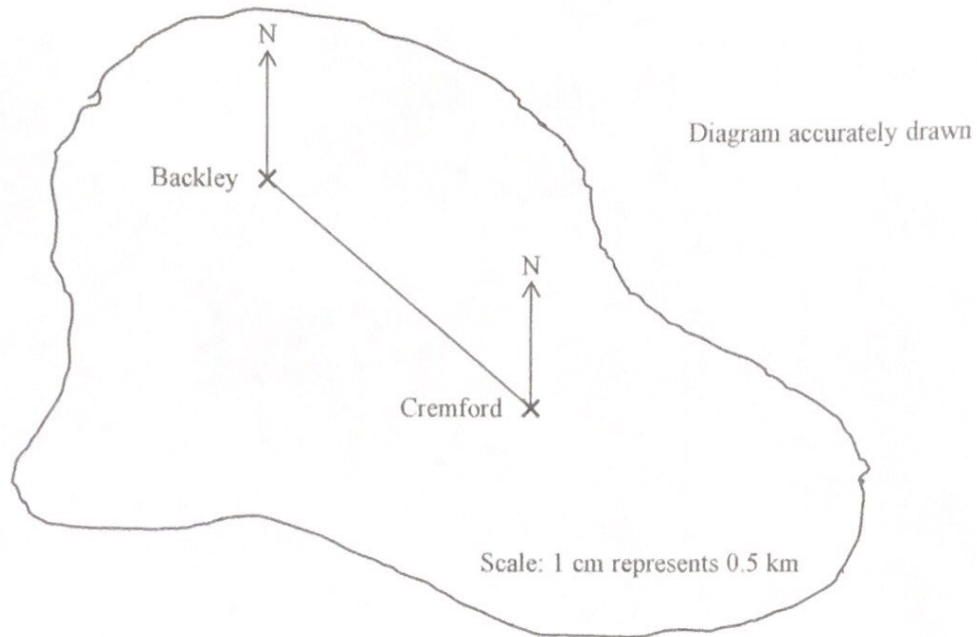 N
Diagram accurately drawn
Backley
N
Cremford
Scale: 1 cm represents 0.5 km